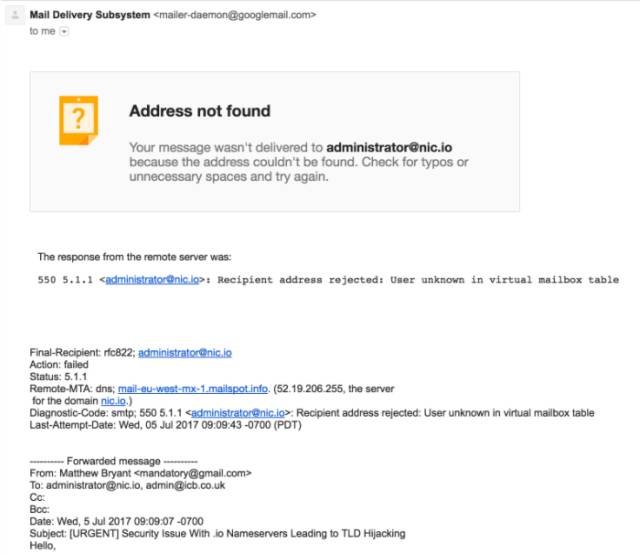 Mail Delivery Subsystem <mailer-daemon@googlemail.com>
to me
?
Address not found
Your message wasn't delivered to administrator@nic.io
because the address couldn't be found. Check for typos or
unnecessary spaces and try again.
The response from the remote server was:
550 5.1.1 <administrator@nic.io>: Recipient address rejected: User unknown in virtual mailbox table
Final-Recipient: rfc822; administrator@nic.io
Action: failed
Status: 5.1.1
Remote-MTA: dns; mail-eu-west-mx-1.mailspot.info. (52.19.206.255, the server
for the domain nic.io.)
Diagnostic-Code: smtp; 550 5.1.1 <administrator@nic.io>: Recipient address rejected: User unknown in virtual mailbox table
Last-Attempt-Date: Wed, 05 Jul 2017 09:09:43 -0700 (PDT)
---------- Forwarded message ----------
From: Matthew Bryant <mandatory@gmail.com>
To: administrator@nic.io, admin@icb.co.uk
Cc:
Bcc:
Date: Wed, 5 Jul 2017 09:09:07 -0700
Subject: [URGENT] Security Issue With .io Nameservers Leading to TLD Hijacking
Hello,